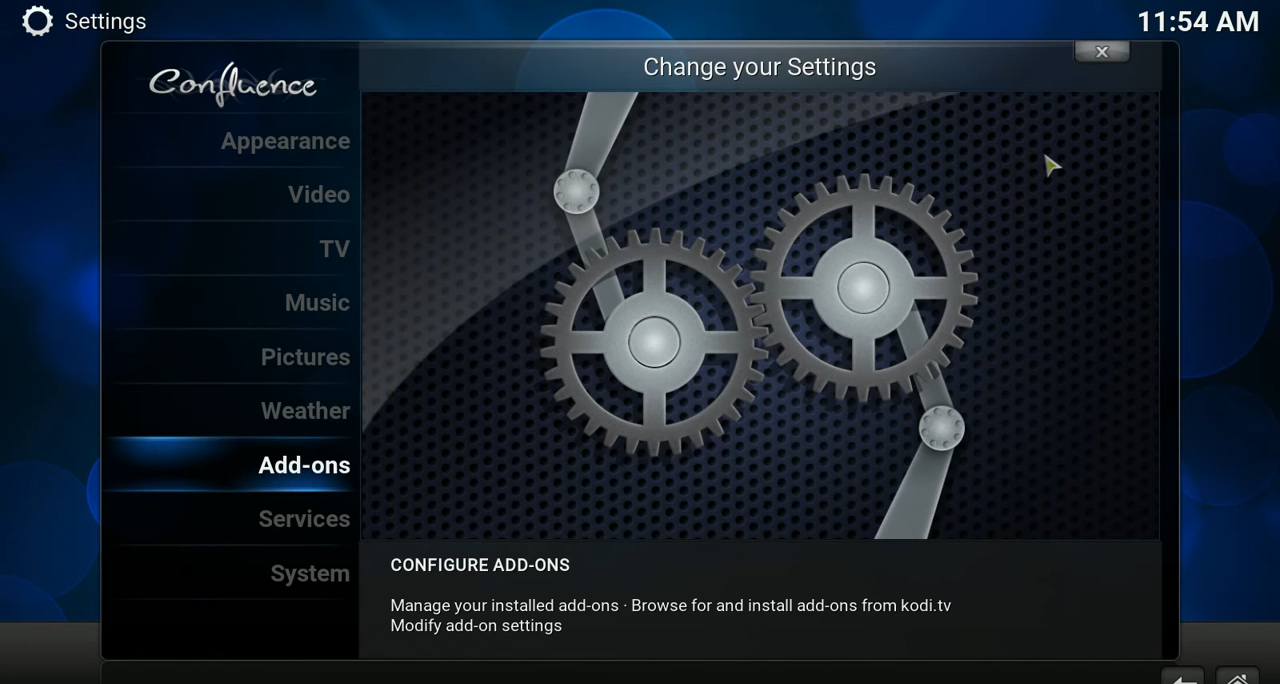 Settings
11:54 AM
Confluence
Change your Settings
Appearance
Video
TV
Music
Pictures
Weather
Add-ons
Services
System
CONFIGURE ADD-ONS
Manage your installed add-ons · Browse for and install add-ons from kodi.tv
Modify add-on settings